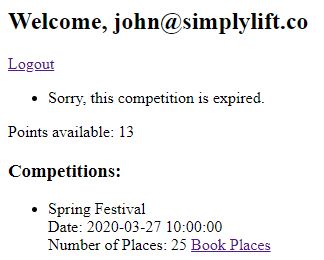 Welcome, john@simplylift.co
Logout
Sorry, this competition is expired.
Points available: 13
Competitions:
Spring Festival
Date: 2020-03-27 10:00:00
Number of Places: 25 Book Places